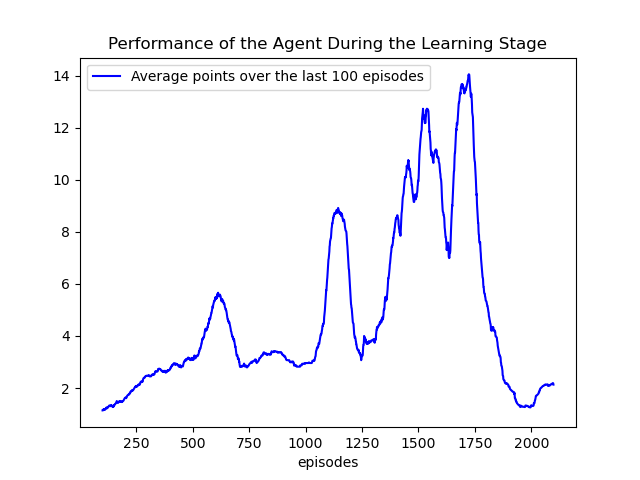 Performance of the Agent During the Learning Stage
Average points over the last 100 episodes
14
12
10
8
6
4
2
250 500 750 1000 1250 1500 1750 2000
episodes